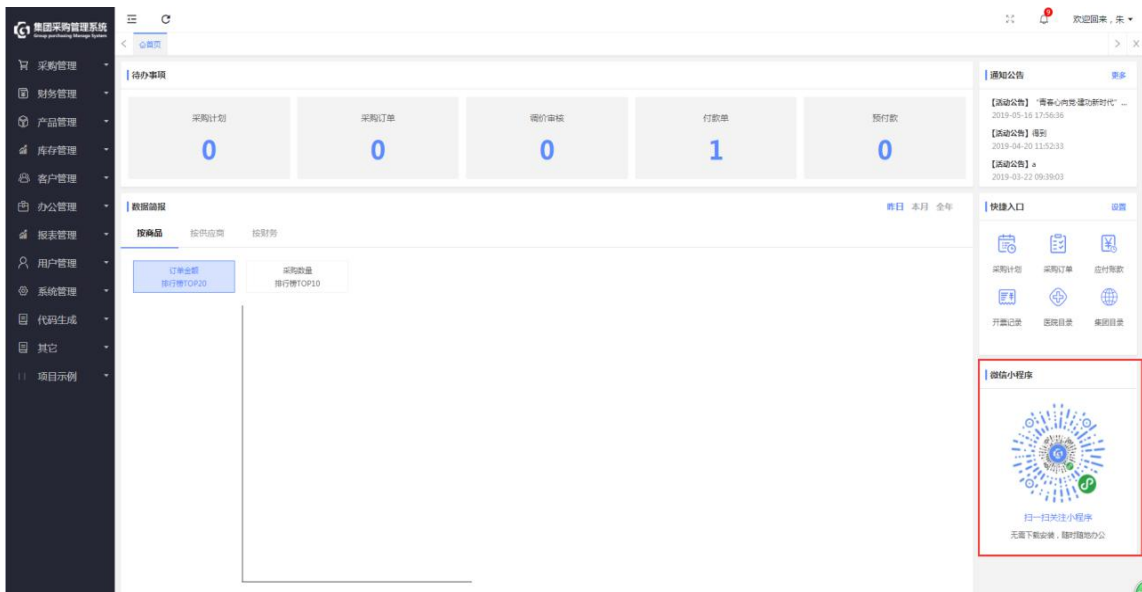 集团采购管理系统
Group purchasing Manage System
9
欢迎回来，朱
首页
X
采购管理
财务管理
产品管理
库存管理
客户管理
办公管理
报表管理
用户管理
系统管理
代码生成
其它
项目示例
待办事项
采购计划
0
采购订单
0
调价审核
0
付款单
1
预付款
0
通知公告
更多
【活动公告】 “青春心向党·建功新时代” ...
2019-05-16 17:56:36
【活动公告】得到
2019-04-20 11:52:33
【活动公告】a
2019-03-22 09:39:03
数据简报
昨日 本月 全年
按商品 按供应商 按财务
订单金额
排行榜TOP20
采购数量
排行榜TOP10
快捷入口
设置
采购计划 采购订单 应付账款
开票记录 医院目录 集团目录
微信小程序
扫一扫关注小程序
无需下载安装，随时随地办公